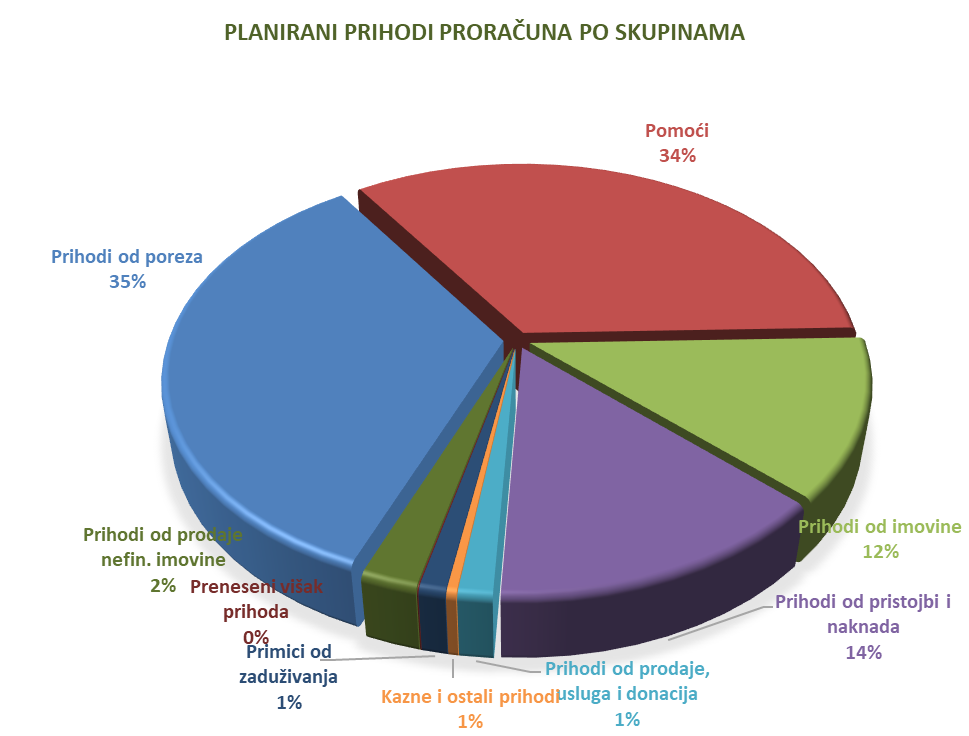 PLANIRANI PRIHODI PRORAČUNA PO SKUPINAMA
Pomoći
34%
Prihodi od poreza
35%
Prihodi od imovine
12%
Prihodi od prodaje
nefin. imovine
2%
Preneseni višak
prihoda
0%
Prihodi od pristojbi i
naknada
14%
Primici od
zaduživanja
1%
Kazne i ostali prihodi
1%
Prihodi od prodaje,
usluga i donacija
1%